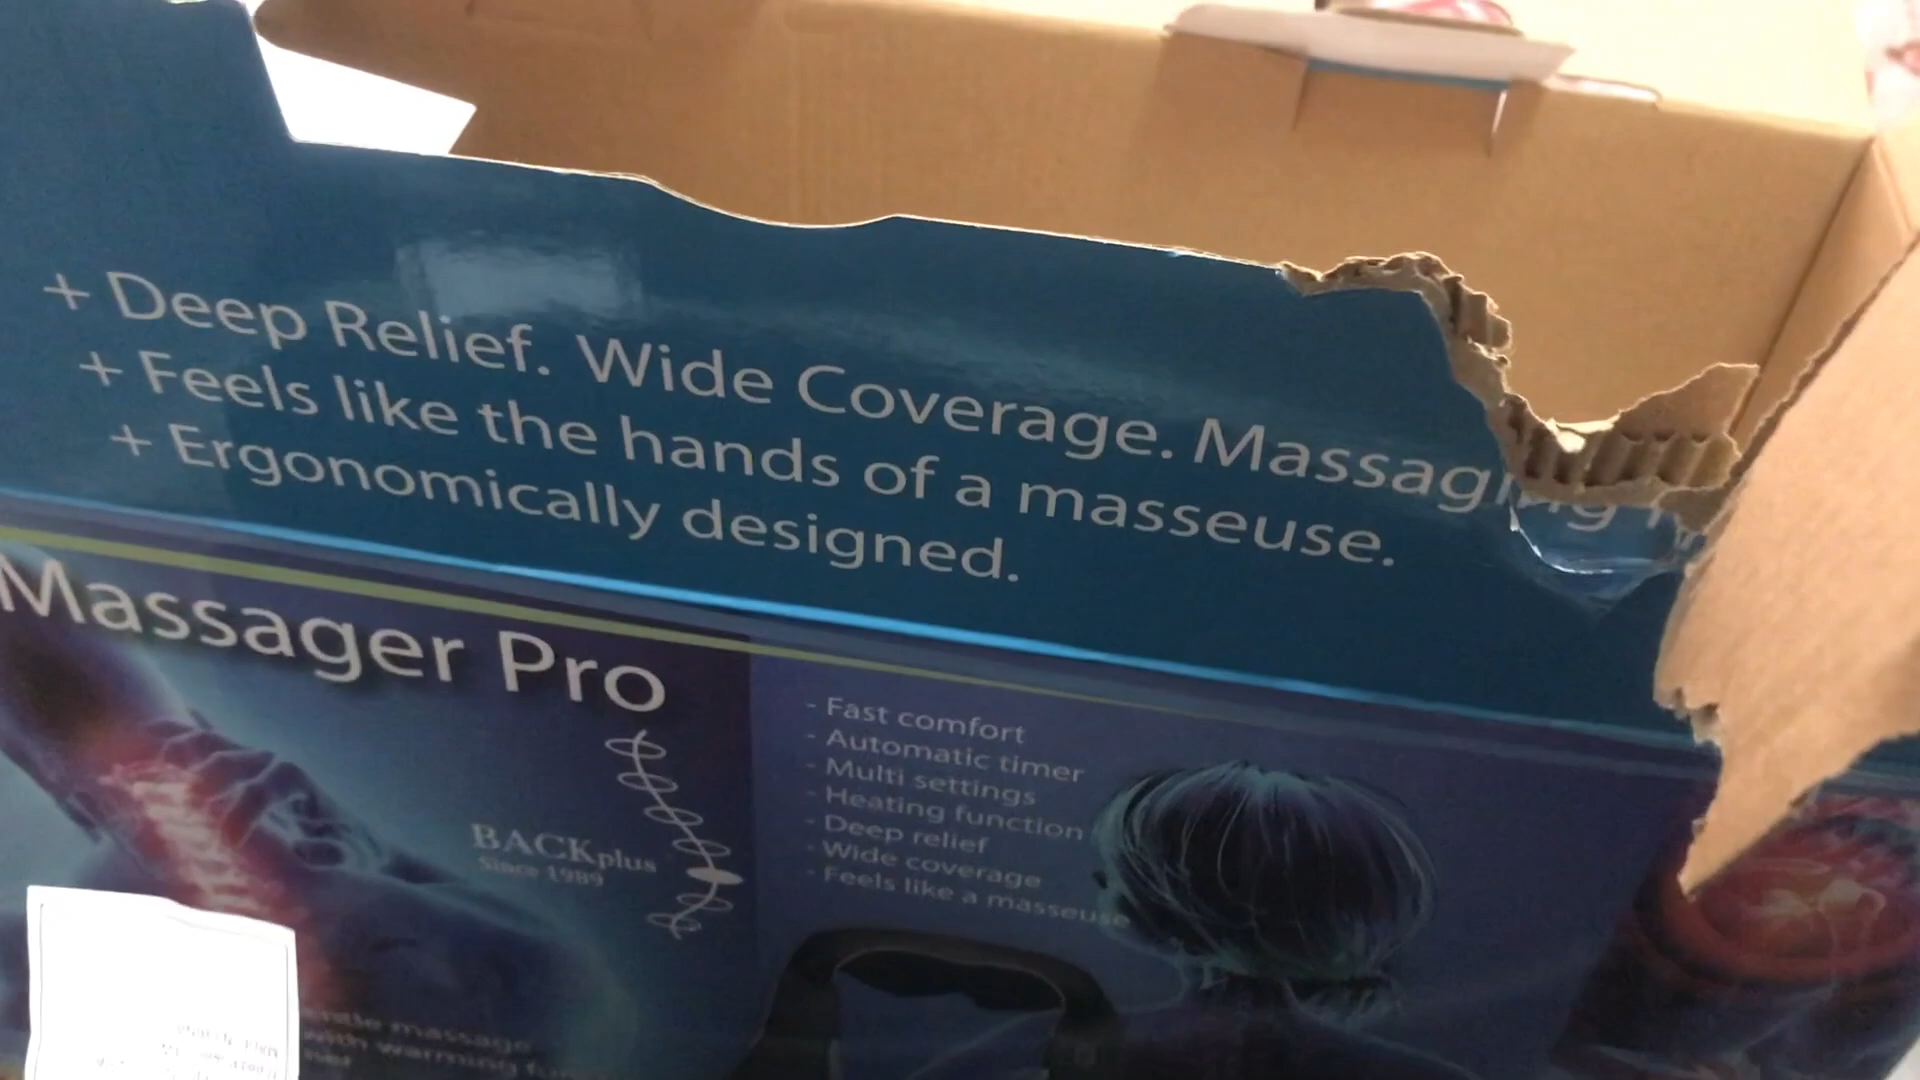 + Deep Relief. Wide Coverage. Massaging
+ Feels like the hands of a masseuse.
+ Ergonomically designed.
Massager Pro
BACKplus
Since 1989
- Fast comfort
- Automatic timer
- Multi settings
- Heating function
- Deep relief
- Wide coverage
- Feels like a masseuse
massage
with warming